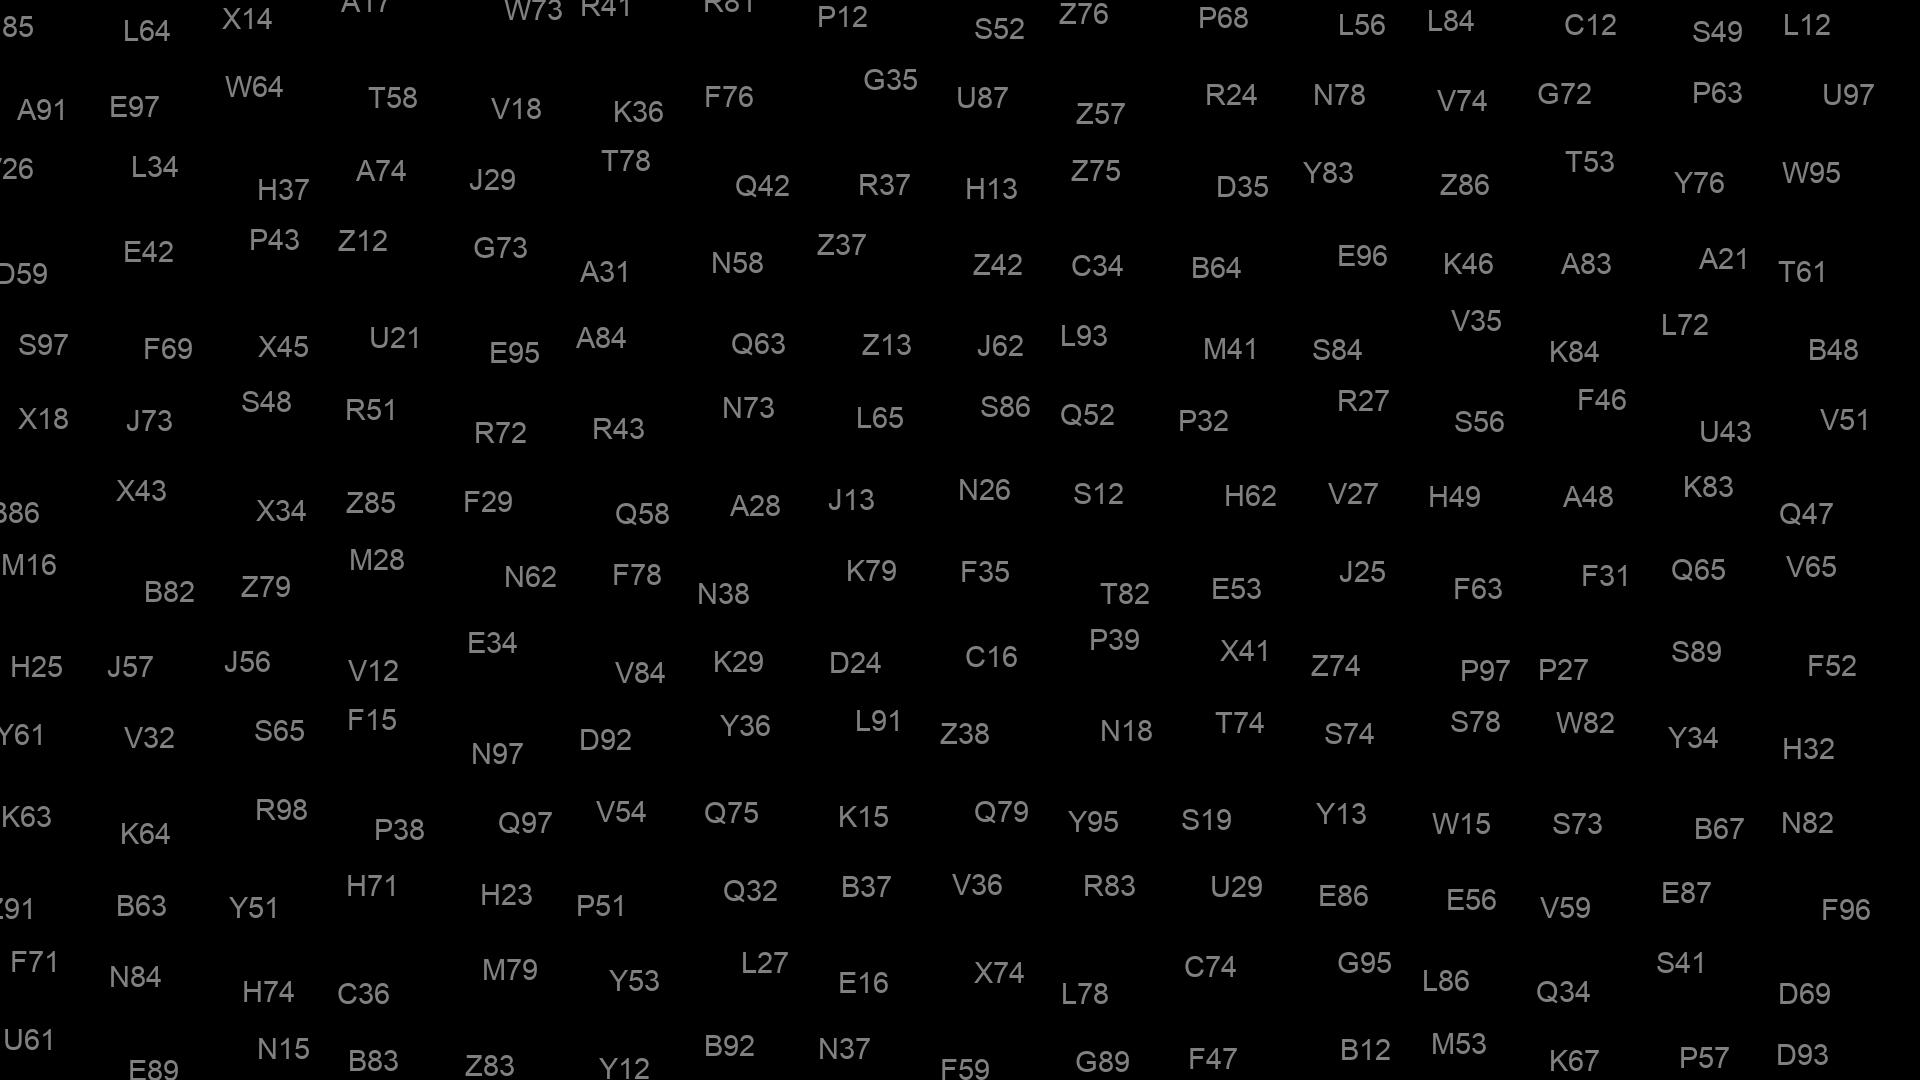 85 L64 X14 A17 W73 R41 R81 P12 S52 Z76 P68 L56 L84 C12 S49 L12
A91 E97 W64 T58 V18 K36 F76 G35 U87 Z57 R24 N78 V74 G72 P63 U97
26 L34 H37 A74 J29 T78 Q42 R37 H13 Z75 D35 Y83 Z86 T53 Y76 W95
D59 E42 P43 Z12 G73 A31 N58 Z37 Z42 C34 B64 E96 K46 A83 A21 T61
S97 F69 X45 U21 E95 A84 Q63 Z13 J62 L93 M41 S84 V35 K84 L72 B48
X18 J73 S48 R51 R72 R43 N73 L65 S86 Q52 P32 R27 S56 F46 U43 V51
86 X43 X34 Z85 F29 Q58 A28 J13 N26 S12 H62 V27 H49 A48 K83 Q47
M16 B82 Z79 M28 N62 F78 N38 K79 F35 T82 E53 J25 F63 F31 Q65 V65
H25 J57 J56 V12 E34 V84 K29 D24 C16 P39 X41 Z74 P97 P27 S89 F52
Y61 V32 S65 F15 N97 D92 Y36 L91 Z38 N18 T74 S74 S78 W82 Y34 H32
K63 K64 R98 P38 Q97 V54 Q75 K15 Q79 Y95 S19 Y13 W15 S73 B67 N82
91 B63 Y51 H71 H23 P51 Q32 B37 V36 R83 U29 E86 E56 V59 E87 F96
F71 N84 H74 C36 M79 Y53 L27 E16 X74 L78 C74 G95 L86 Q34 S41 D69
U61 E89 N15 B83 Z83 Y12 B92 N37 F59 G89 F47 B12 M53 K67 P57 D93